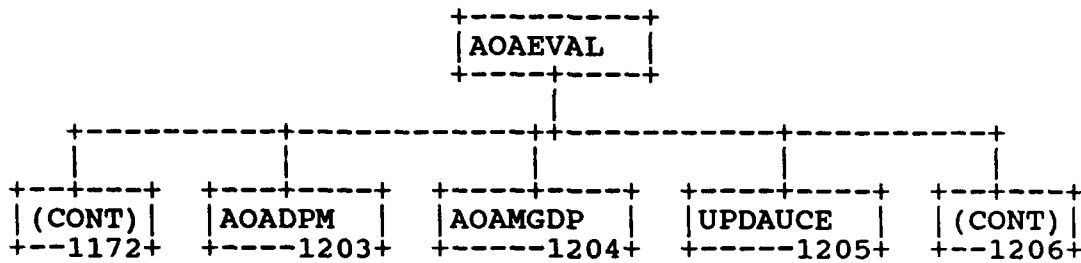 AOAEVAL
(CONT) AOADPM AOAMGDP UPDAUCE (CONT)
1172 1203 1204 1205 1206